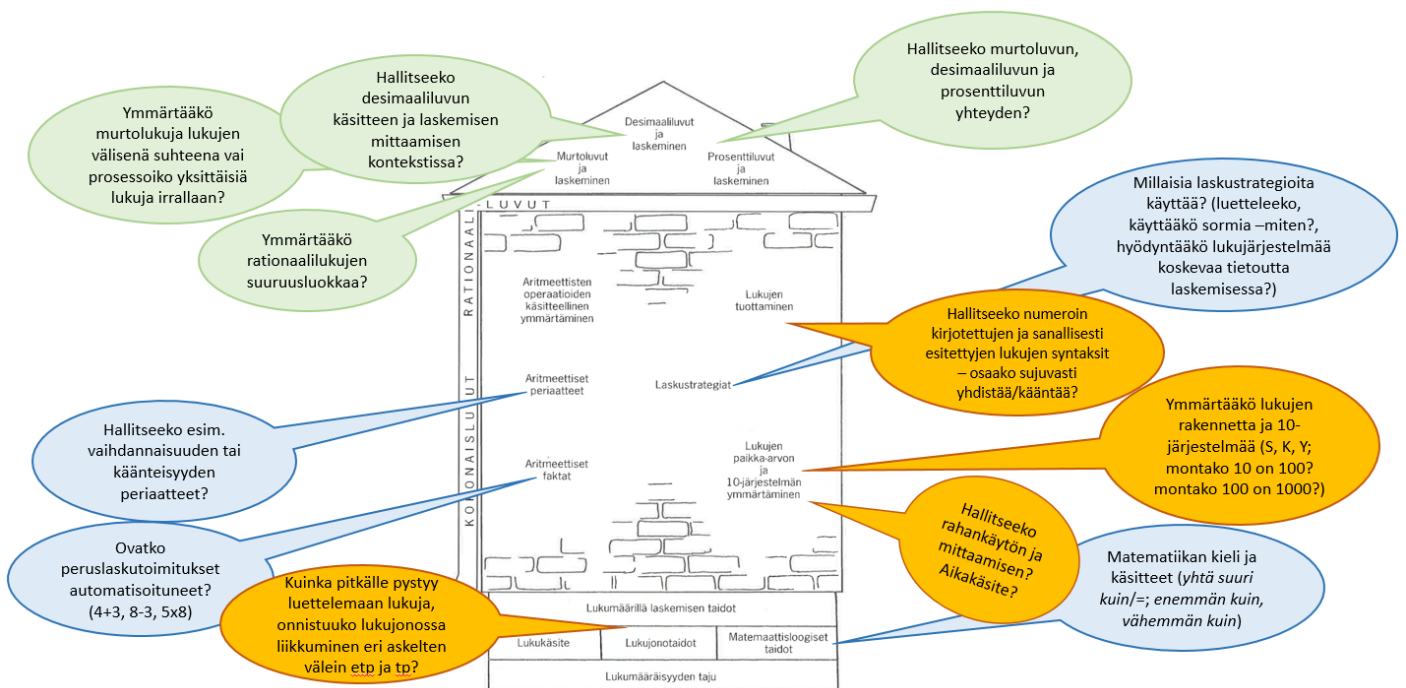 Hallitseeko murtoluvun,
desimaaliluvun ja
prosenttiluvun
yhteyden?
Hallitseeko
desimaaliluvun
käsitteen ja laskemisen
mittaamisen
kontekstissa?
Ymmärtääkö
murtolukuja lukujen
välisenä suhteena vai
prosessoiko yksittäisiä
lukuja irrallaan?
Ymmärtääkö
rationaalilukujen
suuruusluokkaa?
Desimaaliluvut
ja
laskeminen
Murtoluvut
ja
laskeminen
Prosenttiluvut
ja
laskeminen
RATIONAALI-LUVUT
KOKONAISLUVUT
Millaisia laskustrategioita
käyttää? (luetteleeko,
käyttääkö sormia –miten?,
hyödyntääkö lukujärjestelmää
koskevaa tietoutta
laskemisessa?)
Aritmeettisten
operaatioiden
käsitteellinen
ymmärtäminen
Lukujen
tuottaminen
Hallitseeko numeroin
kirjotettujen ja sanallisesti
esitettyjen lukujen syntaksit
– osaako sujuvasti
yhdistää/kääntää?
Aritmeettiset
periaatteet
Laskustrategiat
Hallitseeko esim.
vaihdannaisuuden tai
käänteisyyden
periaatteet?
Ymmärtääkö lukujen
rakennetta ja 10-
järjestelmää (S, K, Y;
montako 10 on 100?
montako 100 on 1000?)
Aritmeettiset
faktat
Lukujen
paikka-arvon
ja
10-järjestelmän
ymmärtäminen
Hallitseeko
rahankäytön ja
mittaamisen?
Aikakäsite?
Ovatko
peruslaskutoimitukset
automatisoituneet?
(4+3, 8-3, 5x8)
Kuinka pitkälle pystyy
luettelemaan lukuja,
onnistuuko lukujonossa
liikkuminen eri askelten
välein etp ja tp?
Matematiikan kieli ja
käsitteet (yhtä suuri
kuin/=; enemmän kuin,
vähemmän kuin)
Lukumäärillä laskemisen taidot
Lukukäsite
Lukujonotaidot
Matemaattisloogiset
taidot
Lukumääräisyyden taju